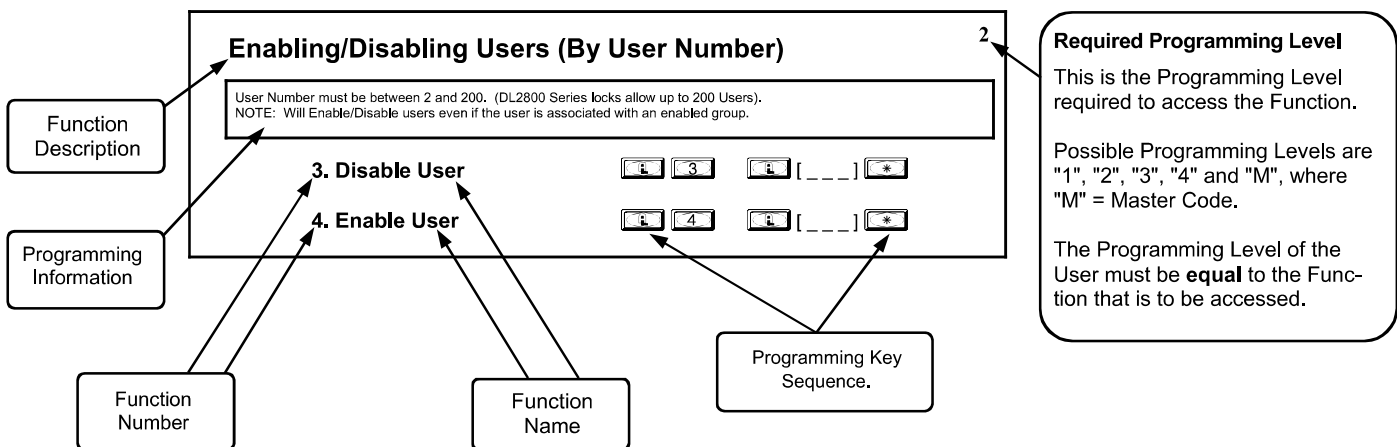 Enabling/Disabling Users (By User Number)
2
User Number must be between 2 and 200. (DL2800 Series locks allow up to 200 Users).
NOTE: Will Enable/Disable users even if the user is associated with an enabled group.
3. Disable User
3 [ _ _ _ ] *
4. Enable User
4 [ _ _ _ ] *
Function
Description
Programming
Information
Function
Number
Function
Name
Programming Key
Sequence.
Required Programming Level
This is the Programming Level
required to access the Function.
Possible Programming Levels are
"1", "2", "3", "4" and "M", where
"M" = Master Code.
The Programming Level of the
User must be equal to the Func-
tion that is to be accessed.